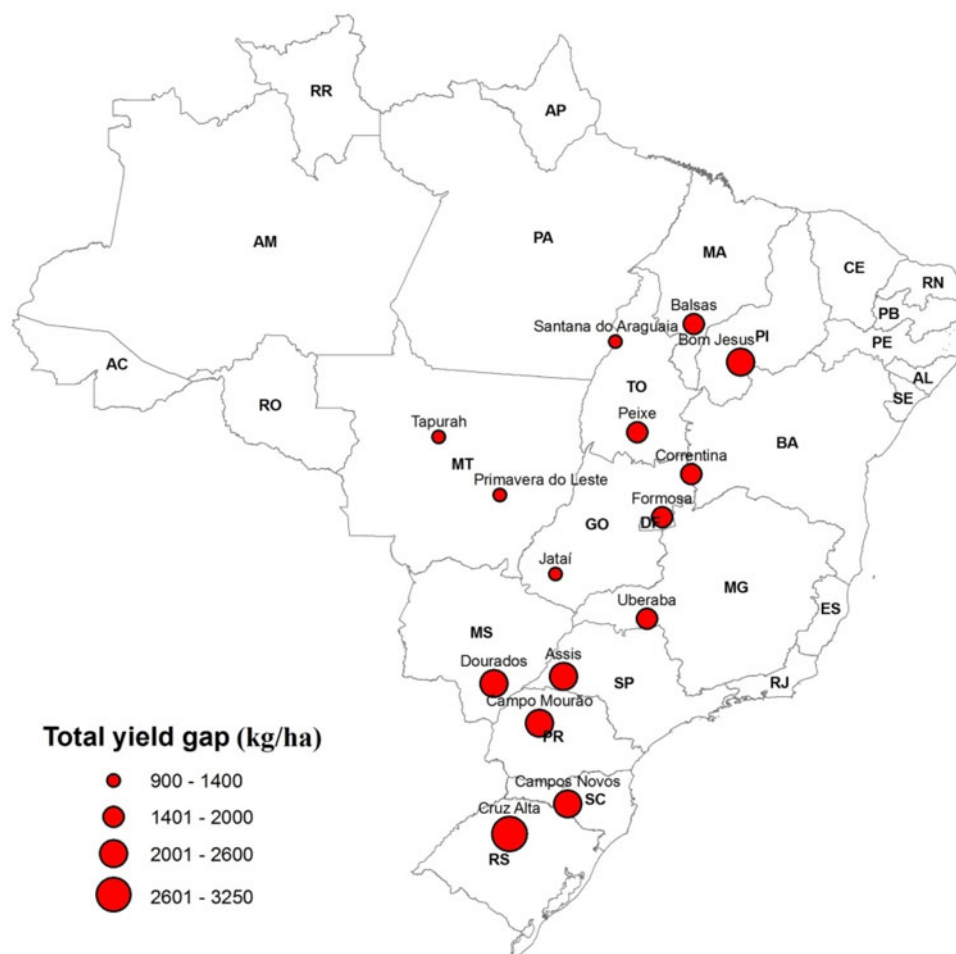 RR
AP
AM
PA
MA
CE
RN
Balsas
PB
Santana do Araguaia
Bom Jesus
PI
PE
AC
AL
TO
SE
RO
Peixe
Tapurah
BA
Correntina
MT
Primavera do Leste
Formosa
GO
DF
Jataí
MG
Uberaba
ES
MS
Assis
Dourados
SP
RJ
Campo Mourão
PR
Total yield gap (kg/ha)
900 - 1400
Campos Novos
SC
Cruz Alta
1401 - 2000
2001 - 2600
RS
2601 - 3250